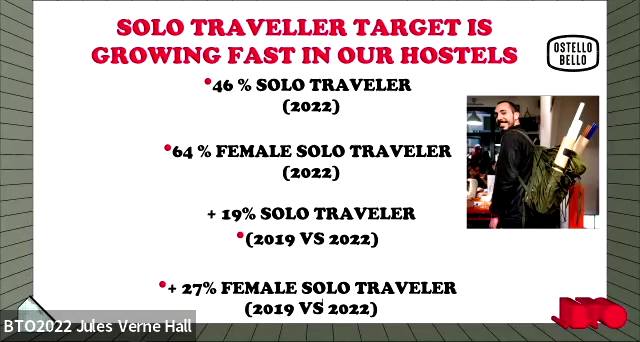 SOLO TRAVELLER TARGET IS
GROWING FAST IN OUR HOSTELS
OSTELLO
BELLO
•46 % SOLO TRAVELER
(2022)
•64 % FEMALE SOLO TRAVELER
(2022)
+ 19% SOLO TRAVELER
•(2019 VS 2022)
•+ 27% FEMALE SOLO TRAVELER
(2019 VS 2022)
BTO2022 Jules Verne Hall
BTO